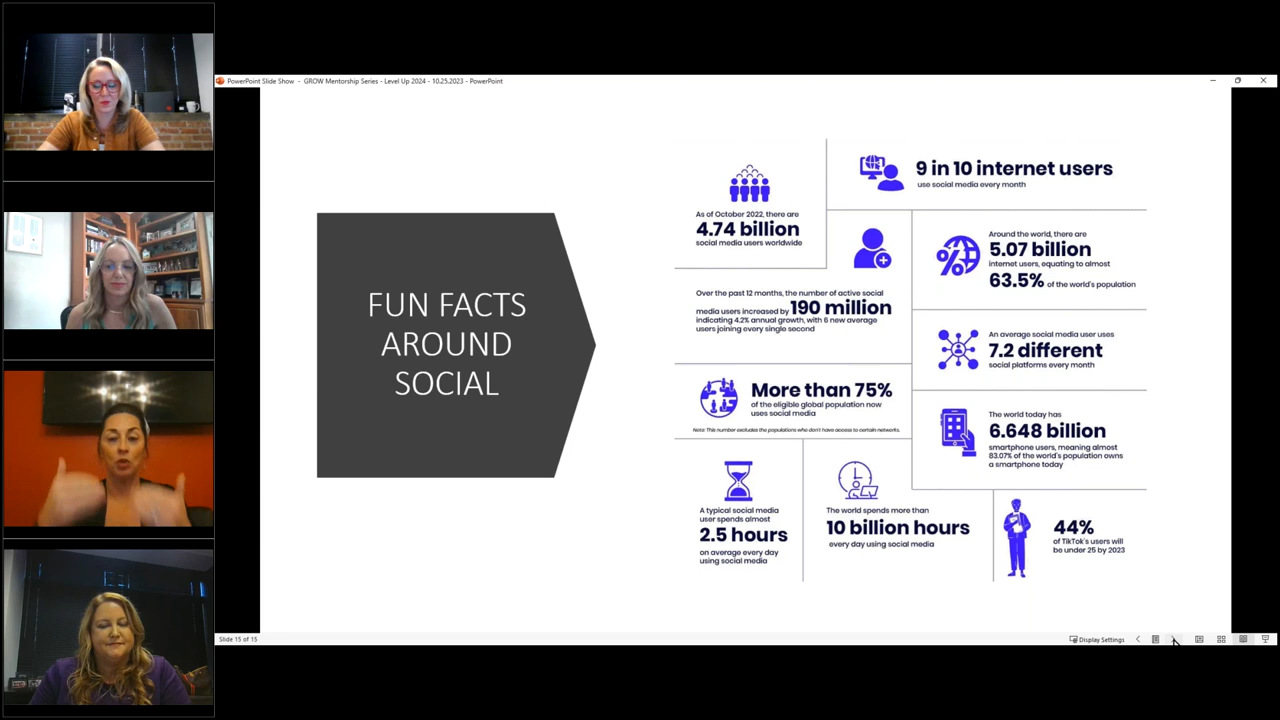 PowerPoint Slide Show - GROW Mentorship Series - Level Up 2024 - 10.25.2023 - PowerPoint
FUN FACTS
AROUND
SOCIAL
As of October 2022, there are
4.74 billion
social media users worldwide
9 in 10 internet users
use social media every month
Over the past 12 months, the number of active social
media users increased by 190 million
indicating 4.2% annual growth, with 6 new average
users joining every single second
Around the world, there are
5.07 billion
internet users, equating to almost
63.5% of the world's population
An average social media user uses
7.2 different
social platforms every month
More than 75%
of the eligible global population now
uses social media
Note: This number excludes the populations who don't have access to certain networks.
The world today has
6.648 billion
smartphone users, meaning almost
83.07% of the world's population owns
a smartphone today
A typical social media
user spends almost
2.5 hours
on average every day
using social media
The world spends more than
10 billion hours
every day using social media
44%
of TikTok's users will
be under 25 by 2023
Slide 15 of 15
Display Settings